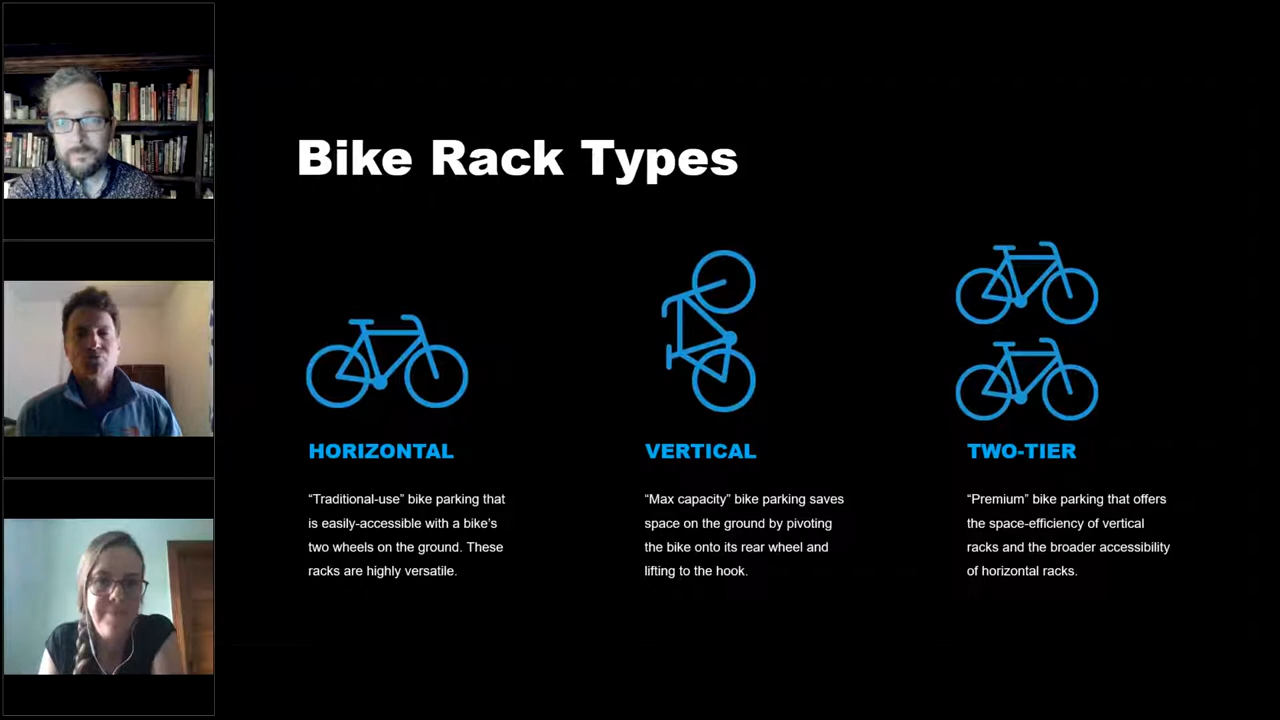 Bike Rack Types
HORIZONTAL
“Traditional-use” bike parking that
is easily-accessible with a bike’s
two wheels on the ground. These
racks are highly versatile.
VERTICAL
“Max capacity” bike parking saves
space on the ground by pivoting
the bike onto its rear wheel and
lifting to the hook.
TWO-TIER
“Premium” bike parking that offers
the space-efficiency of vertical
racks and the broader accessibility
of horizontal racks.